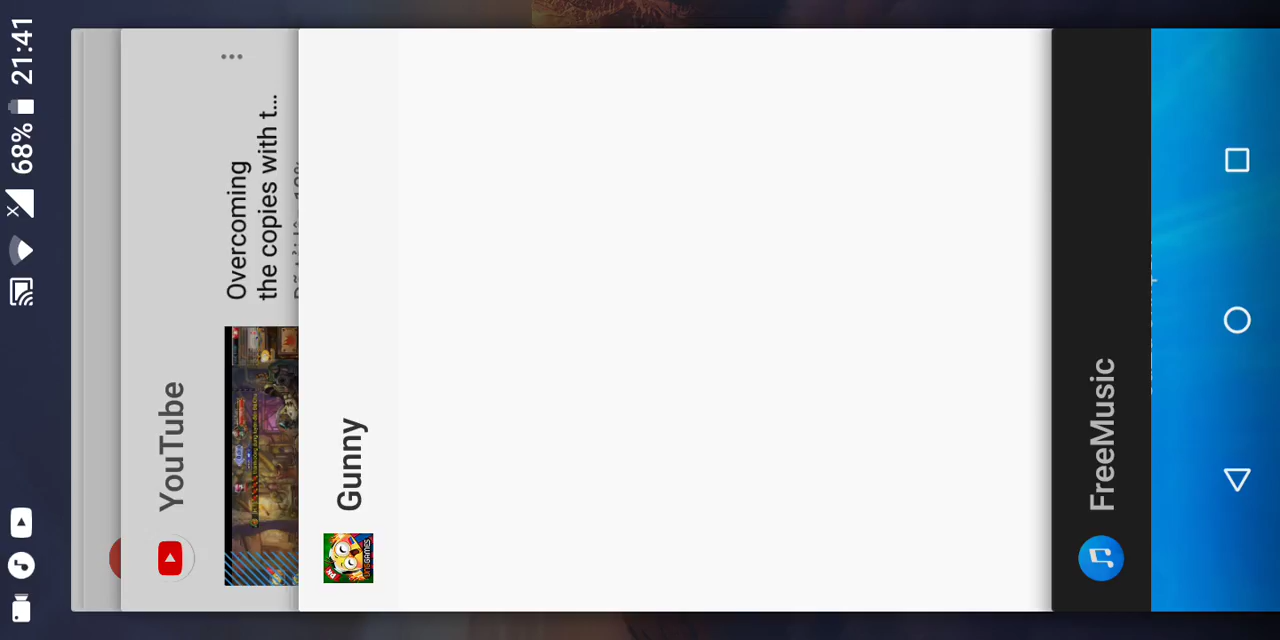 68% 21:41
YouTube
Overcoming
the copies with t...
Gunny
FreeMusic